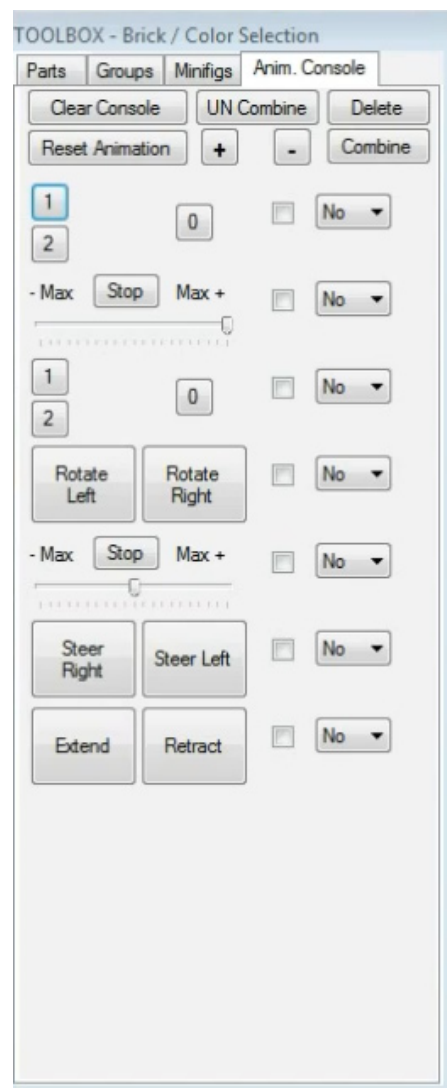 TOOLBOX - Brick / Color Selection
Parts Groups Minifigs Anim. Console
Clear Console UN Combine Delete
Reset Animation + - Combine
1 0 No
2
- Max Stop Max + No
1 0 No
2
Rotate Left Rotate Right No
- Max Stop Max + No
Steer Right Steer Left No
Extend Retract No